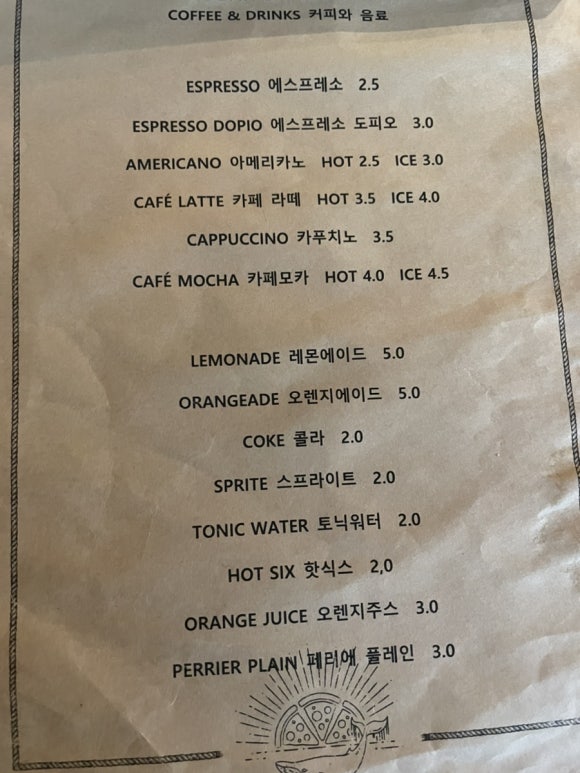 COFFEE & DRINKS 커피와 음료
ESPRESSO 에스프레소 2.5
ESPRESSO DOPIO 에스프레소 도피오 3.0
AMERICANO 아메리카노 HOT 2.5 ICE 3.0
CAFÉ LATTE 카페 라떼 HOT 3.5 ICE 4.0
CAPPUCCINO 카푸치노 3.5
CAFÉ MOCHA 카페모카 HOT 4.0 ICE 4.5
LEMONADE 레몬에이드 5.0
ORANGEADE 오렌지에이드 5.0
COKE 콜라 2.0
SPRITE 스프라이트 2.0
TONIC WATER 토닉워터 2.0
HOT SIX 핫식스 2,0
ORANGE JUICE 오렌지주스 3.0
PERRIER PLAIN 페리에 플레인 3.0